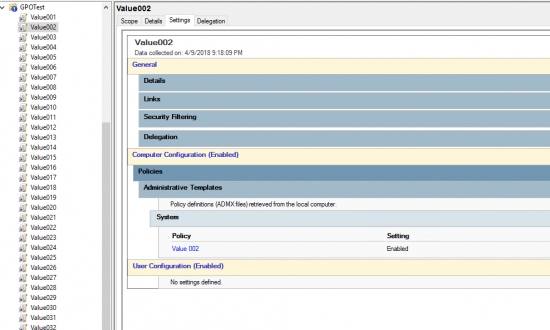 GPOTest
Value001
Value002
Value003
Value004
Value005
Value006
Value007
Value008
Value009
Value010
Value011
Value012
Value013
Value014
Value015
Value016
Value017
Value018
Value019
Value020
Value021
Value022
Value023
Value024
Value025
Value026
Value027
Value028
Value029
Value030
Value031
Value032
Value002
Scope Details Settings Delegation
Value002
Data collected on: 4/9/2018 9:18:09 PM
General
Details
Links
Security Filtering
Delegation
Computer Configuration (Enabled)
Policies
Administrative Templates
Policy definitions (ADMX files) retrieved from the local computer.
System
Policy Setting
Value 002 Enabled
User Configuration (Enabled)
No settings defined.